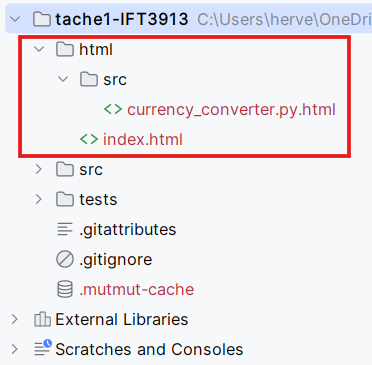 tache1-IFT3913 C:\Users\herve\OneDri
html
src
<> currency_converter.py.html
<> index.html
src
tests
.gitattributes
.gitignore
.mutmut-cache
External Libraries
Scratches and Consoles